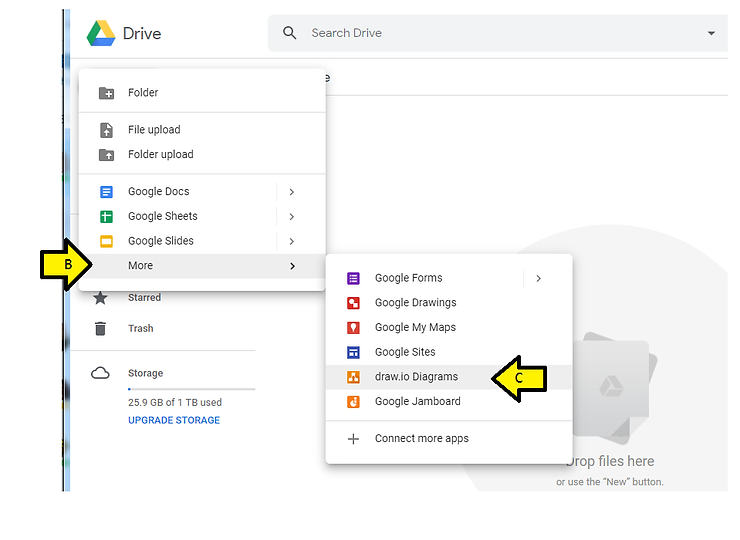 Drive
Search Drive
e
Folder
File upload
Folder upload
Google Docs
Google Sheets
Google Slides
B
More
Starred
Trash
Storage
25.9 GB of 1 TB used
UPGRADE STORAGE
Google Forms
Google Drawings
Google My Maps
Google Sites
draw.io Diagrams
C
Google Jamboard
Connect more apps
Drop files here
or use the "New" button.